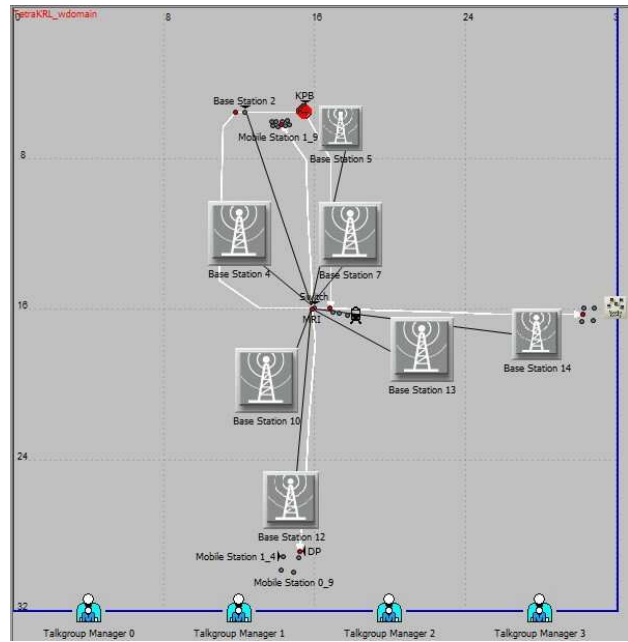 TetraKRL_wdomain
0 8 16 24 3
Base Station 2
KPB
Mobile Station 1_9
Base Station 5
8
Base Station 4
Base Station 7
Switch
16
MRI
Base Station 14
Base Station 13
Base Station 10
24
Base Station 12
DP
Mobile Station 1_4
Mobile Station 0_9
32
Talkgroup Manager 0 Talkgroup Manager 1 Talkgroup Manager 2 Talkgroup Manager 3